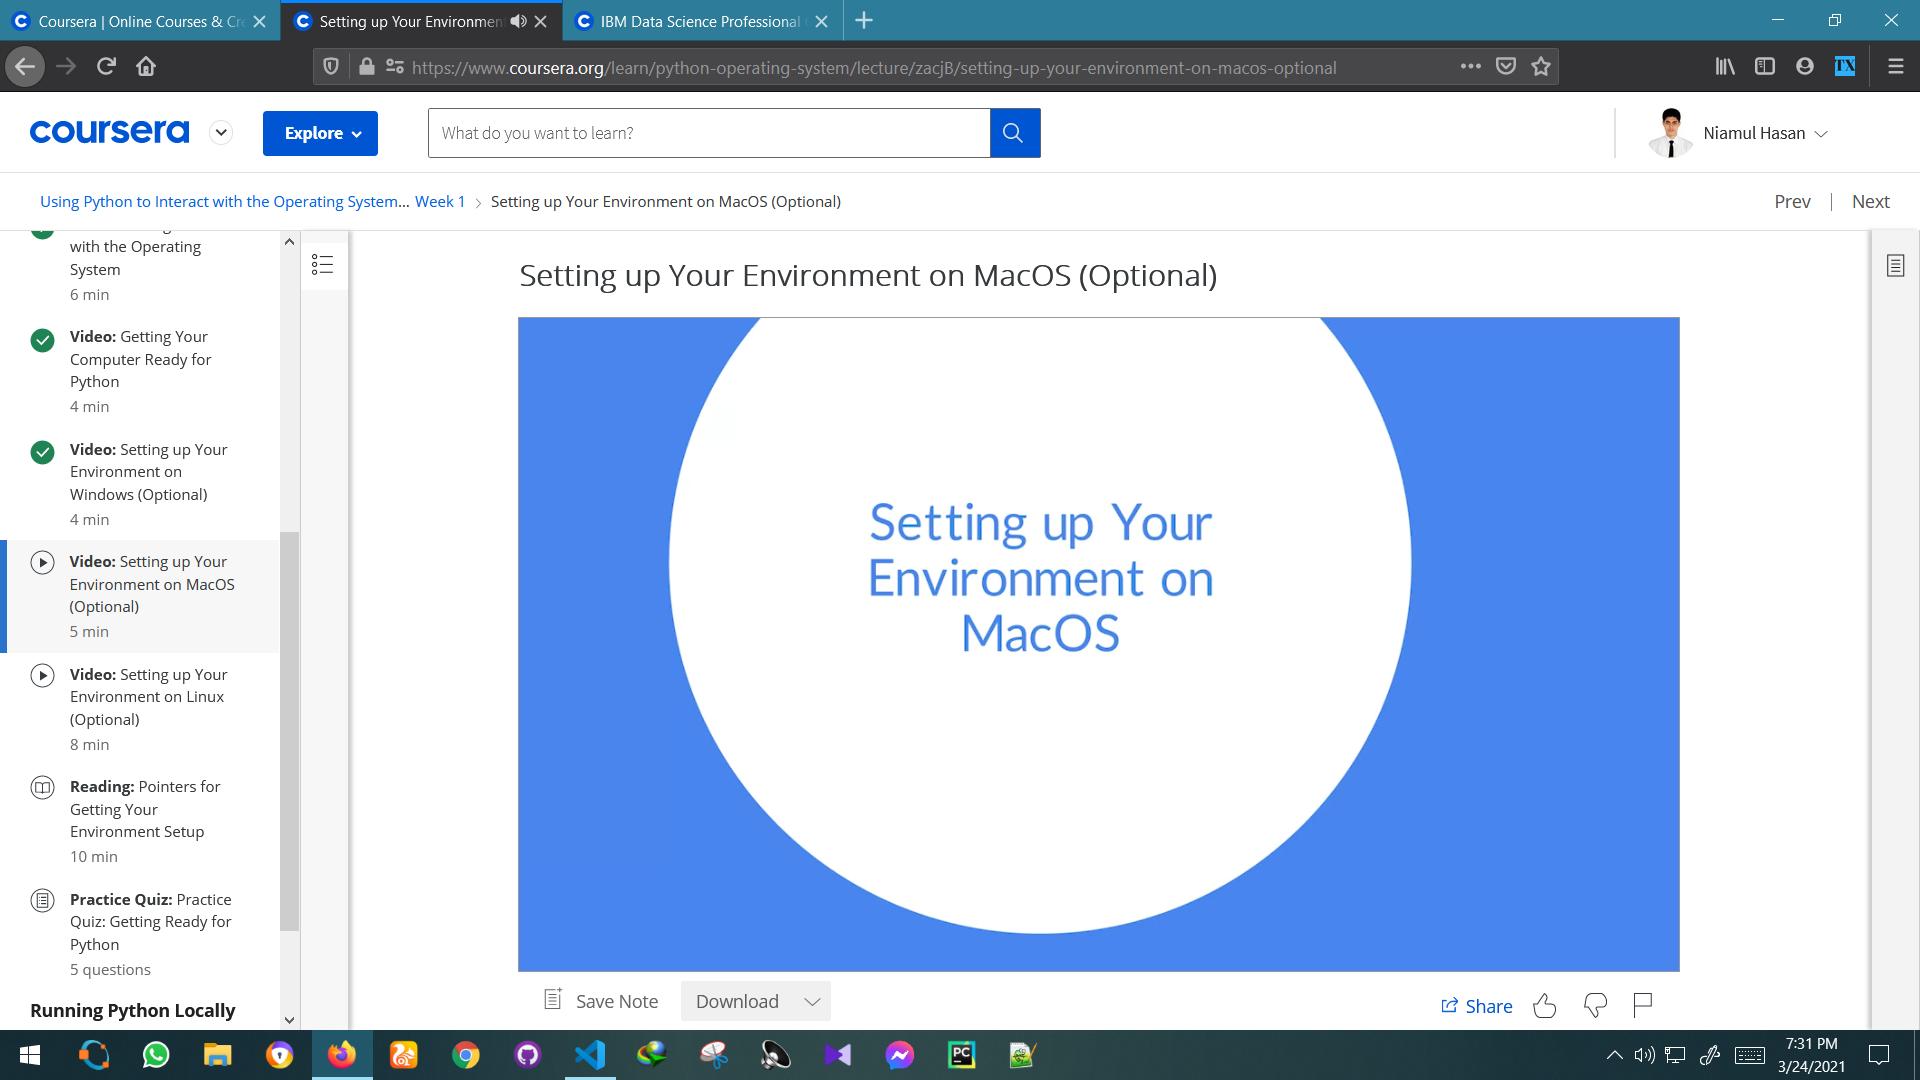 Coursera | Online Courses & Cre
Setting up Your Environmen
IBM Data Science Professional
https://www.coursera.org/learn/python-operating-system/lecture/zacjB/setting-up-your-environment-on-macos-optional
TX
coursera
Explore
What do you want to learn?
Niamul Hasan
Using Python to Interact with the Operating System... Week 1 > Setting up Your Environment on MacOS (Optional)
Prev | Next
with the Operating
System
6 min
Video: Getting Your
Computer Ready for
Python
4 min
Video: Setting up Your
Environment on
Windows (Optional)
4 min
Video: Setting up Your
Environment on MacOS
(Optional)
5 min
Video: Setting up Your
Environment on Linux
(Optional)
8 min
Reading: Pointers for
Getting Your
Environment Setup
10 min
Practice Quiz: Practice
Quiz: Getting Ready for
Python
5 questions
Running Python Locally
Setting up Your Environment on MacOS (Optional)
Setting up Your
Environment on
MacOS
Save Note
Download
Share
PC
7:31 PM
3/24/2021